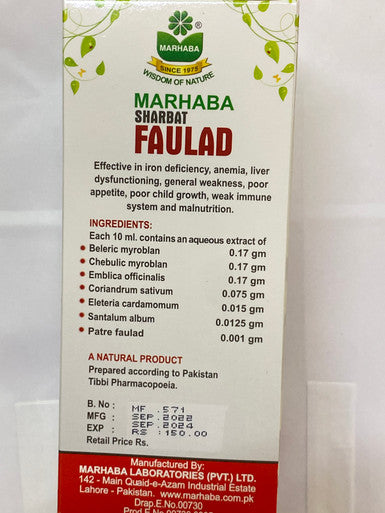 ®
MARHABA
SINCE 1975
WISDOM OF NATURE
MARHABA
SHARBAT
FAULAD
Effective in iron deficiency, anemia, liver
dysfunctioning, general weakness, poor
appetite, poor child growth, weak immune
system and malnutrition.
INGREDIENTS:
Each 10 ml. contains an aqueous extract of
• Beleric myroblan 0.17 gm
• Chebulic myroblan 0.17 gm
• Emblica officinalis 0.17 gm
• Coriandrum sativum 0.075 gm
• Eleteria cardamomum 0.015 gm
• Santalum album 0.0125 gm
• Patre faulad 0.001 gm
A NATURAL PRODUCT
Prepared according to Pakistan
Tibbi Pharmacopoeia.
B. No : MF .571
MFG : SEP.2022
EXP : SEP.2024
Retail Price Rs. RS :150.00
Manufactured By:
MARHABA LABORATORIES (PVT.) LTD.
142 - Main Quaid-e-Azam Industrial Estate
Lahore - Pakistan. www.marhaba.com.pk
Drap.E.No.00730
Prod.E.No.00730